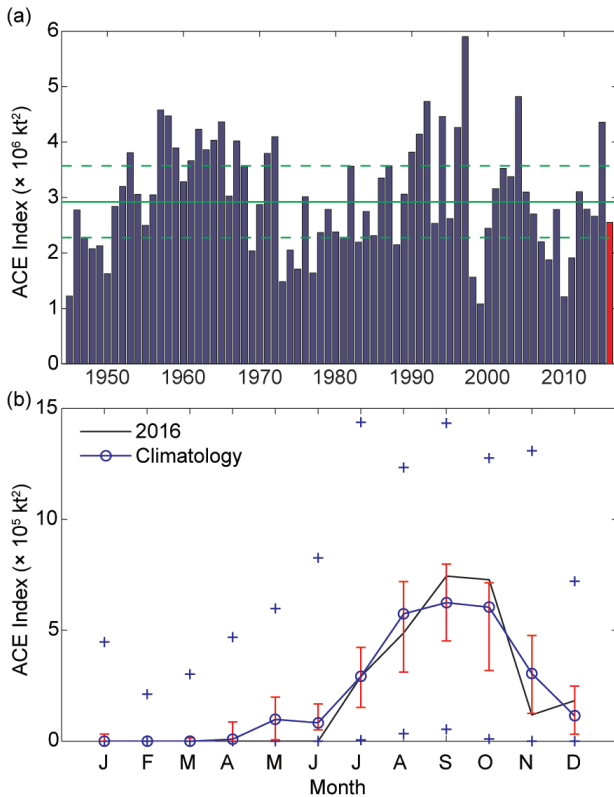 (a)
ACE Index (× 10⁶ kt²)
6
5
4
3
2
1
0
1950 1960 1970 1980 1990 2000 2010
(b)
ACE Index (× 10⁵ kt²)
15
10
5
0
2016
Climatology
J F M A M J J A S O N D
Month